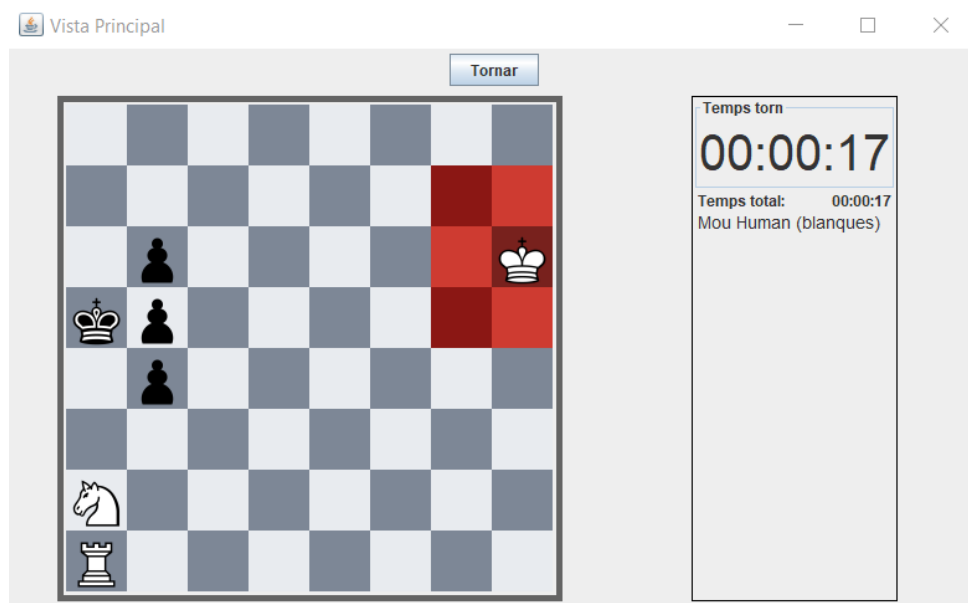 Vista Principal
Tornar
Temps torn
00:00:17
Temps total: 00:00:17
Mou Human (blanques)